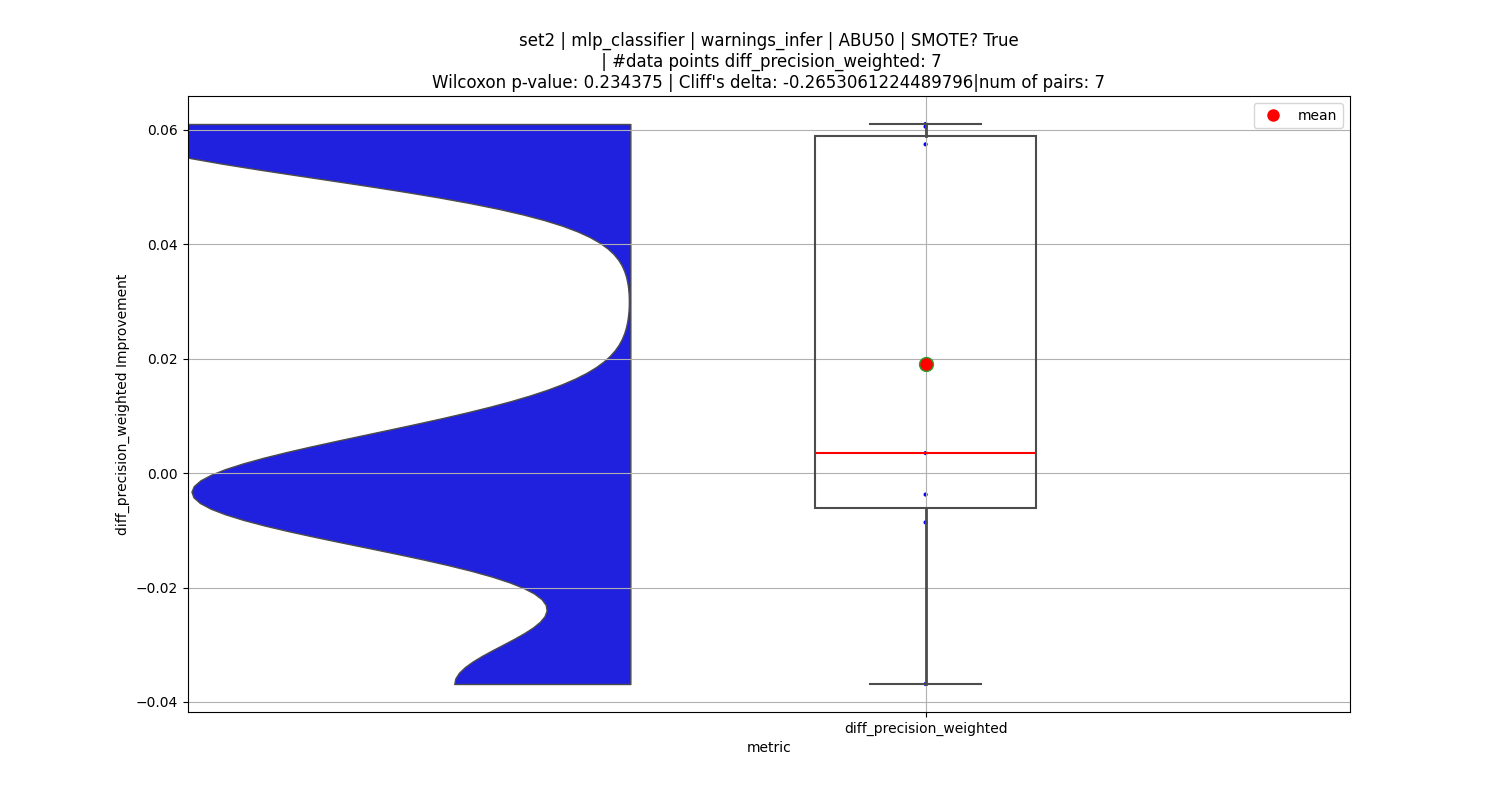 set2 | mlp_classifier | warnings_infer | ABU50 | SMOTE? True
| #data points diff_precision_weighted: 7
Wilcoxon p-value: 0.234375 | Cliff's delta: -0.2653061224489796|num of pairs: 7
mean
0.06
0.04
0.02
0.00
−0.02
−0.04
diff_precision_weighted Improvement
diff_precision_weighted
metric